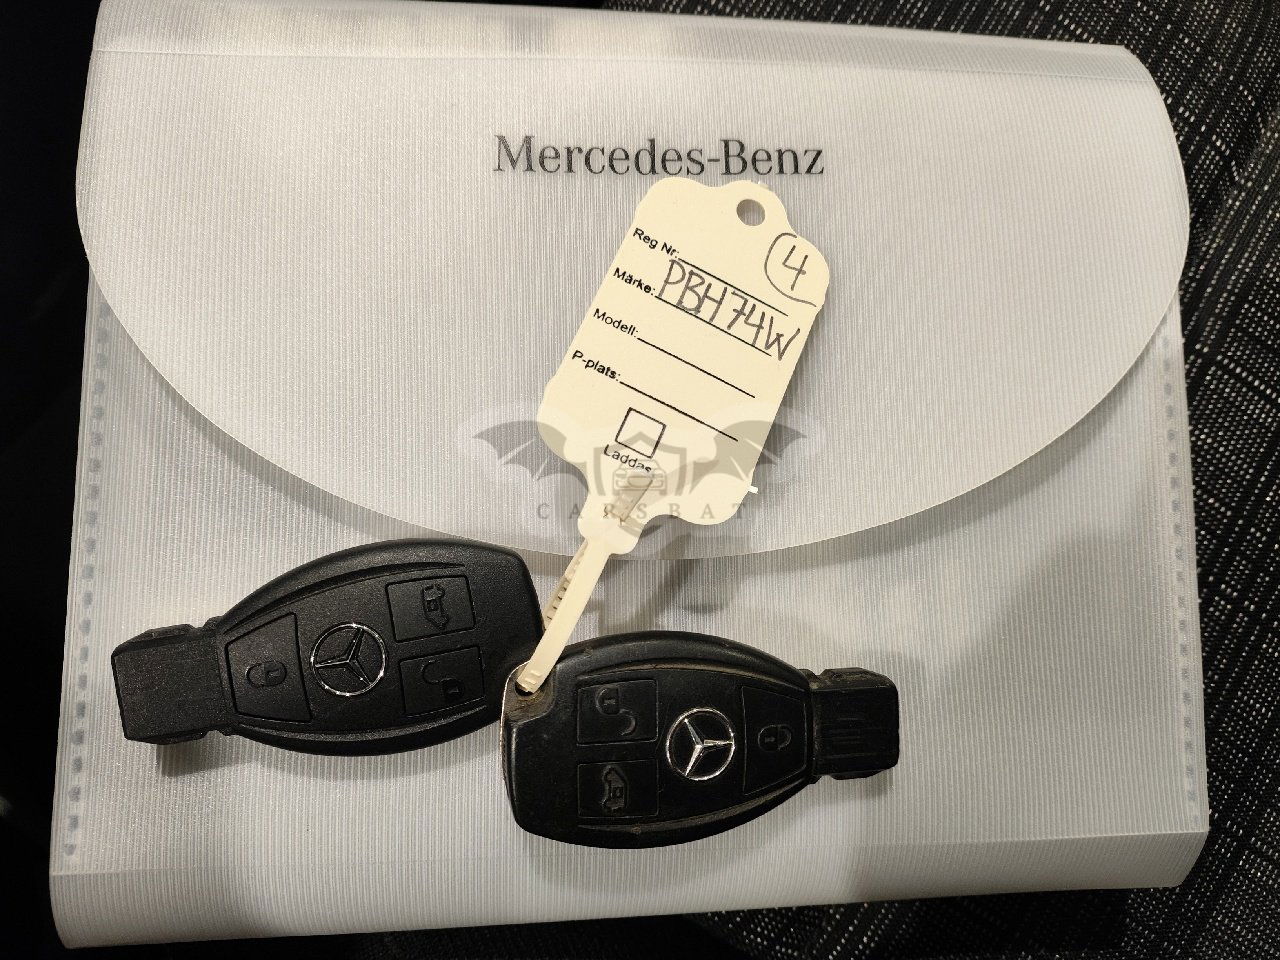 Mercedes-Benz
4
Reg Nr:
PBH74W
Märke:
Modell:
P-plats:
Laddas
CARSBAT